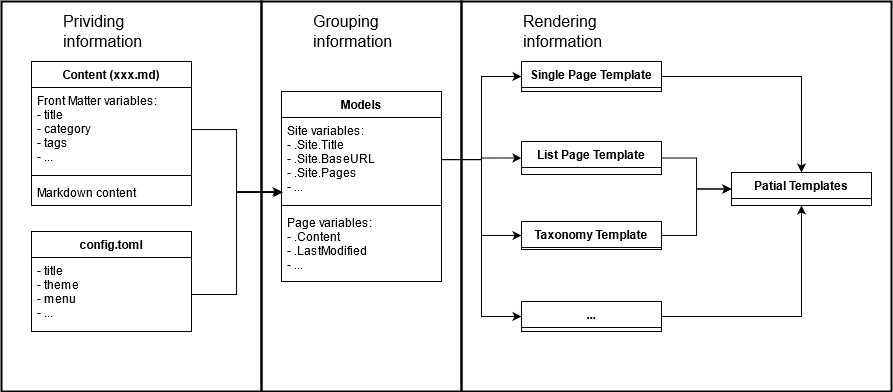 Prividing
information
Content (xxx.md)
Front Matter variables:
- title
- category
- tags
- ...
Markdown content
config.toml
- title
- theme
- menu
- ...
Grouping
information
Models
Site variables:
- .Site.Title
- .Site.BaseURL
- .Site.Pages
- ...
Page variables:
- .Content
- .LastModified
- ...
Rendering
information
Single Page Template
List Page Template
Taxonomy Template
...
Patial Templates